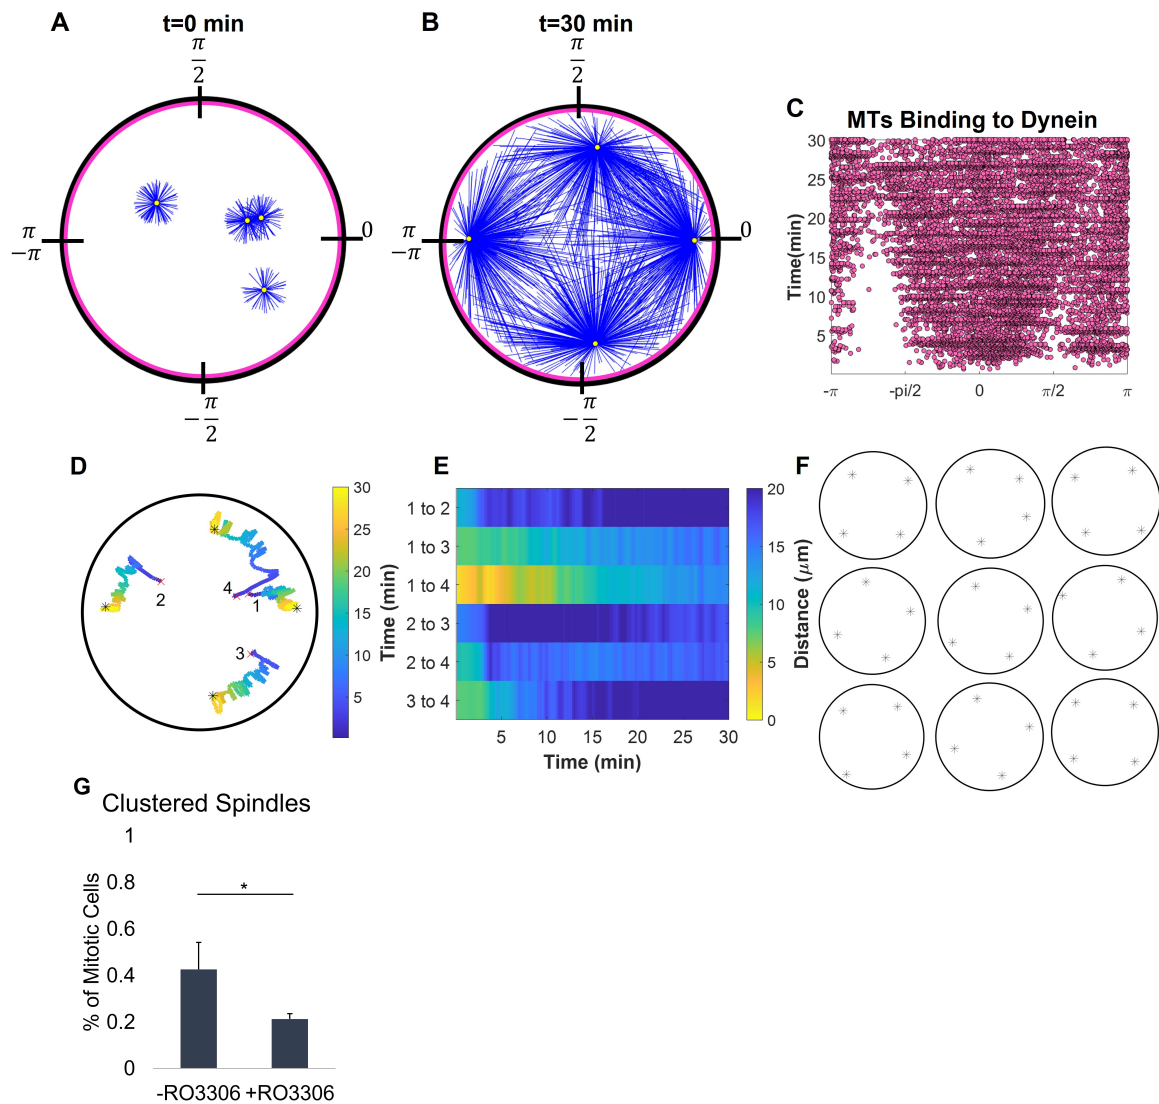 A
t=0 min
π/2
π
−π
0
−π/2
B
t=30 min
π/2
π
−π
0
−π/2
C
MTs Binding to Dynein
Time(min)
30
25
20
15
10
5
-π
-pi/2
0
π/2
π
D
2
4
1
3
30
25
20
15
10
5
Time (min)
E
1 to 2
1 to 3
1 to 4
2 to 3
2 to 4
3 to 4
5
10
15
20
25
30
Time (min)
20
15
10
5
0
Distance (μm)
F
G
Clustered Spindles
% of Mitotic Cells
1
0.8
0.6
0.4
0.2
0
*
-RO3306
+RO3306